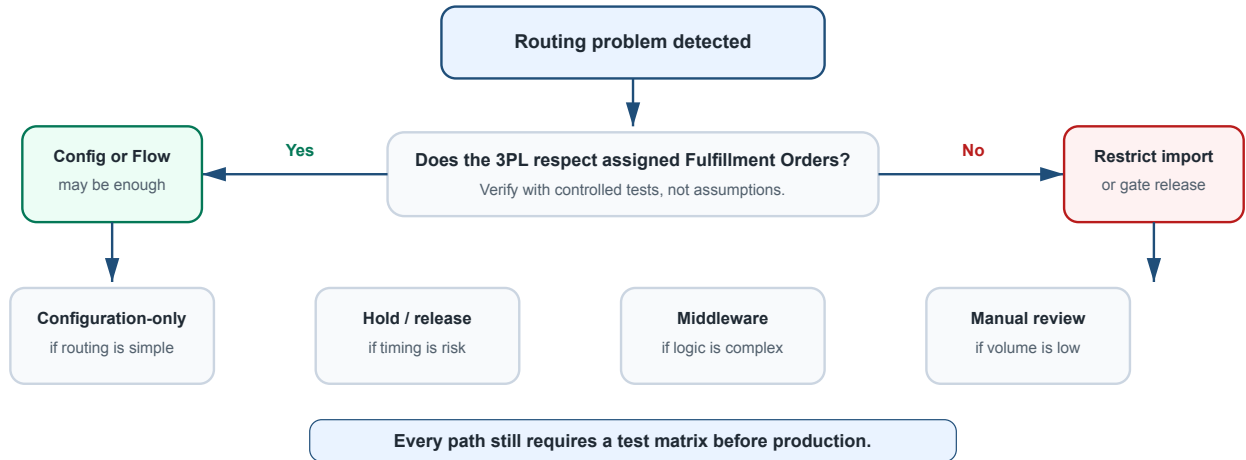 Routing problem detected
Config or Flow
may be enough
Yes
Does the 3PL respect assigned Fulfillment Orders?
Verify with controlled tests, not assumptions.
No
Restrict import
or gate release
Configuration-only
if routing is simple
Hold / release
if timing is risk
Middleware
if logic is complex
Manual review
if volume is low
Every path still requires a test matrix before production.